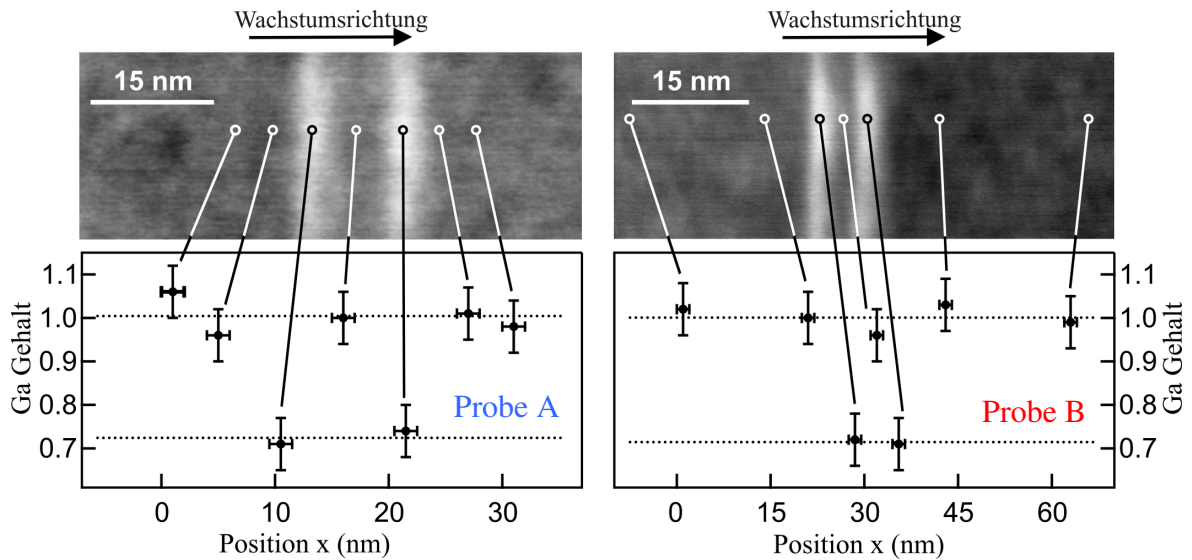 Wachstumsrichtung
15 nm
1.1
1.0
0.9
0.8
0.7
Ga Gehalt
Probe A
0
10
20
30
Position x (nm)
Wachstumsrichtung
15 nm
1.1
1.0
0.9
0.8
0.7
Ga Gehalt
Probe B
0
15
30
45
60
Position x (nm)